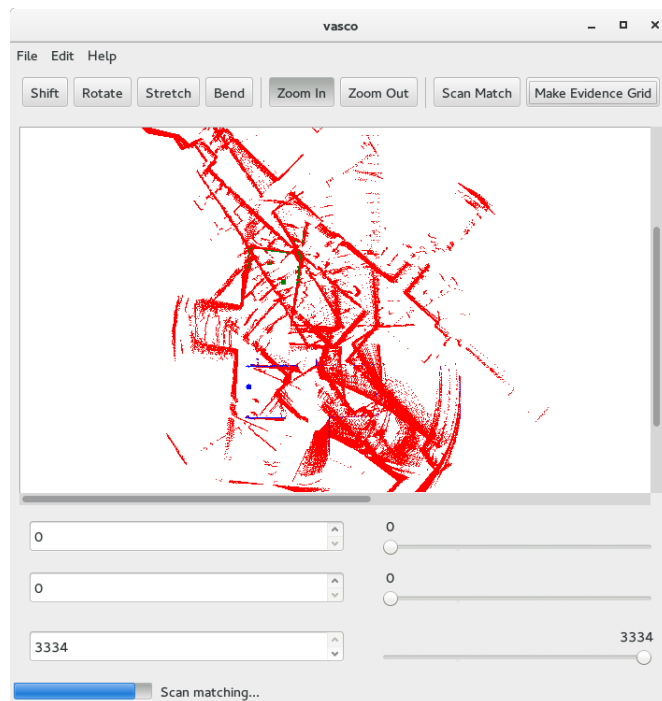 vasco
File Edit Help
Shift Rotate Stretch Bend Zoom In Zoom Out Scan Match Make Evidence Grid
0
0
0
0
3334
3334
Scan matching...